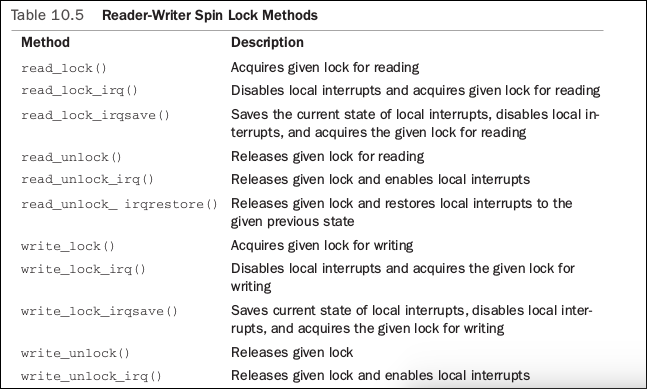 Table 10.5 Reader-Writer Spin Lock Methods
Method Description
read_lock() Acquires given lock for reading
read_lock_irq() Disables local interrupts and acquires given lock for reading
read_lock_irqsave() Saves the current state of local interrupts, disables local in-
terrupts, and acquires the given lock for reading
read_unlock() Releases given lock for reading
read_unlock_irq() Releases given lock and enables local interrupts
read_unlock_ irqrestore() Releases given lock and restores local interrupts to the
given previous state
write_lock() Acquires given lock for writing
write_lock_irq() Disables local interrupts and acquires the given lock for
writing
write_lock_irqsave() Saves current state of local interrupts, disables local inter-
rupts, and acquires the given lock for writing
write_unlock() Releases given lock
write_unlock_irq() Releases given lock and enables local interrupts